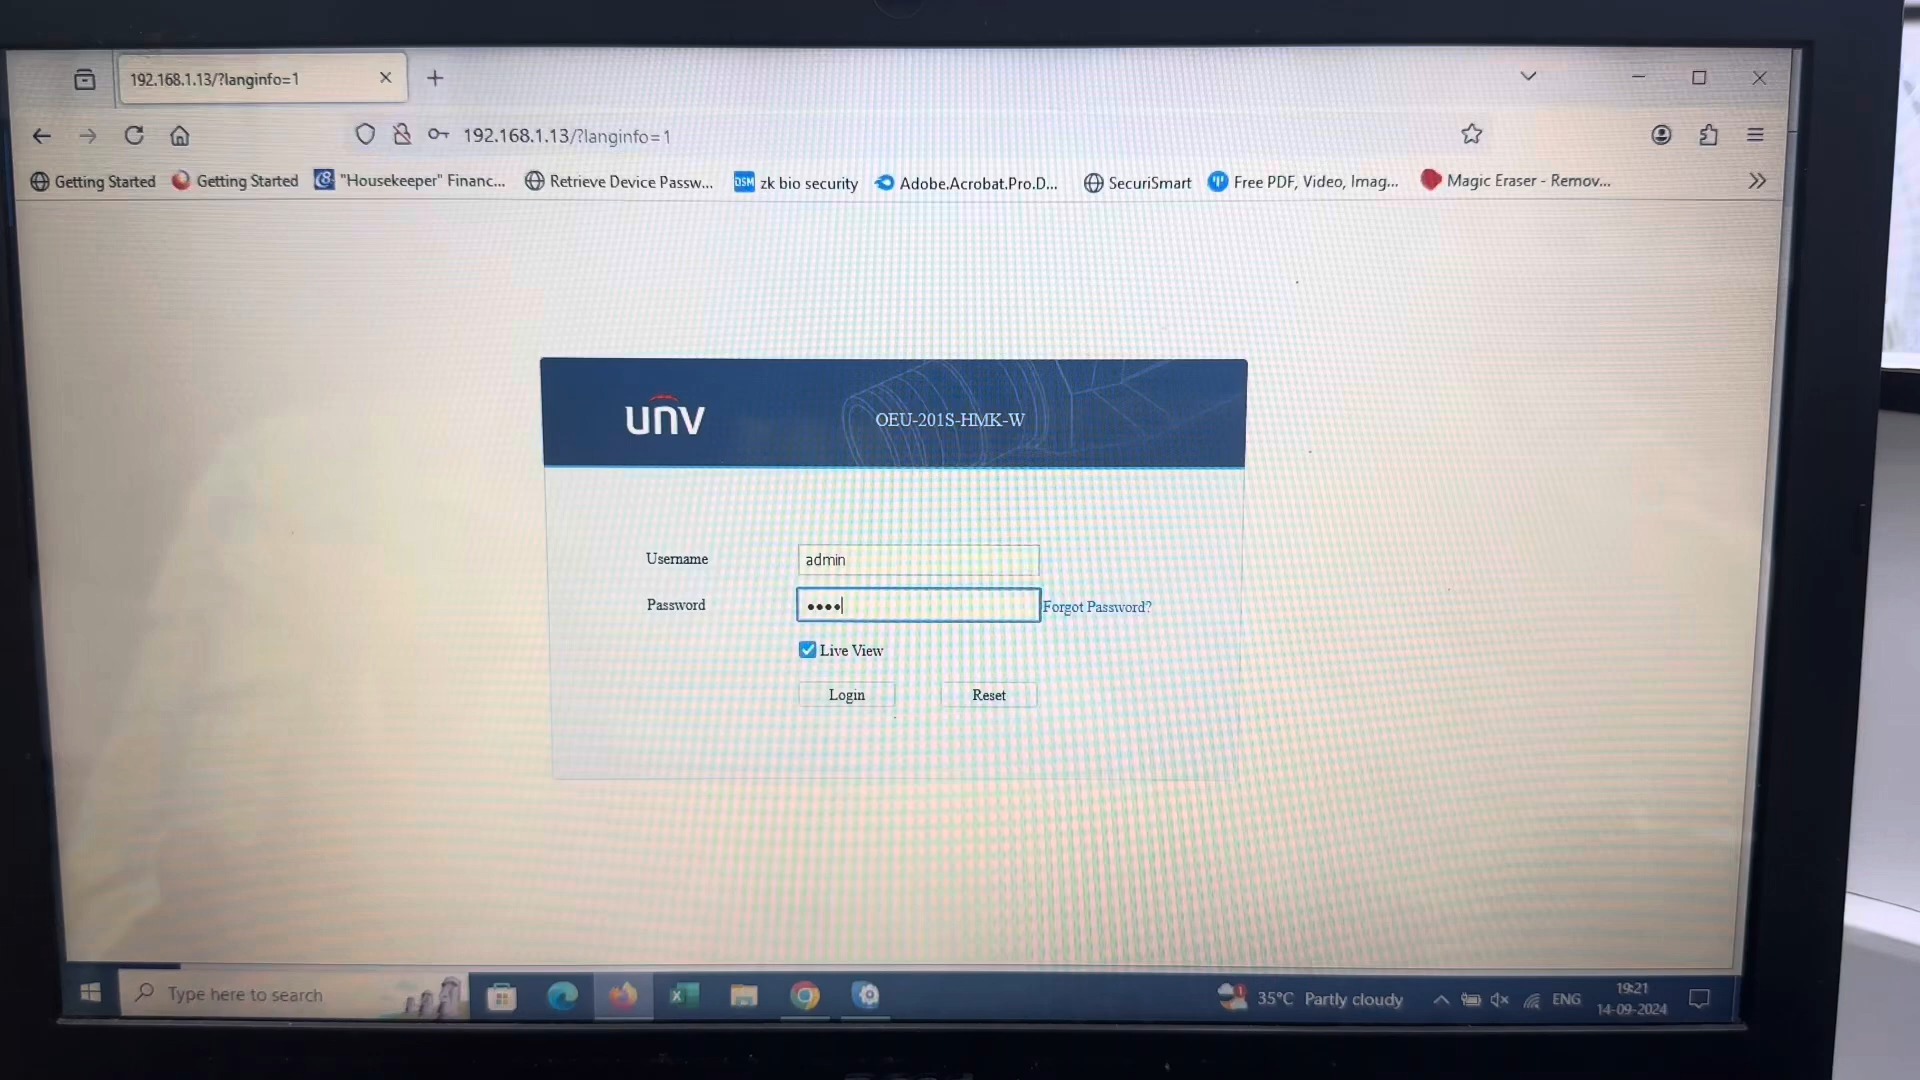 192.168.1.13/?langinfo=1
192.168.1.13/?langinfo=1
Getting Started Getting Started "Housekeeper" Financ... Retrieve Device Passw... DSM zk bio security Adobe.Acrobat.Pro.D... SecuriSmart Free PDF, Video, Imag... Magic Eraser - Remov...
unv OEU-201S-HMK-W
Username admin
Password •••• Forgot Password?
Live View
Login Reset
Type here to search 35°C Partly cloudy ENG 19:21
14-09-2024